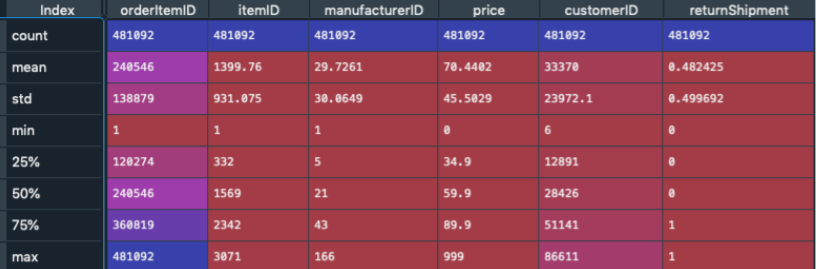 Index orderItemID itemID manufacturerID price customerID returnShipment
count 481092 481092 481092 481092 481092 481092
mean 240546 1399.76 29.7261 70.4402 33370 0.482425
std 138879 931.075 30.0649 45.5029 23972.1 0.499692
min 1 1 1 0 6 0
25% 120274 332 5 34.9 12891 0
50% 240546 1569 21 59.9 28426 0
75% 360819 2342 43 89.9 51141 1
max 481092 3071 166 999 86611 1